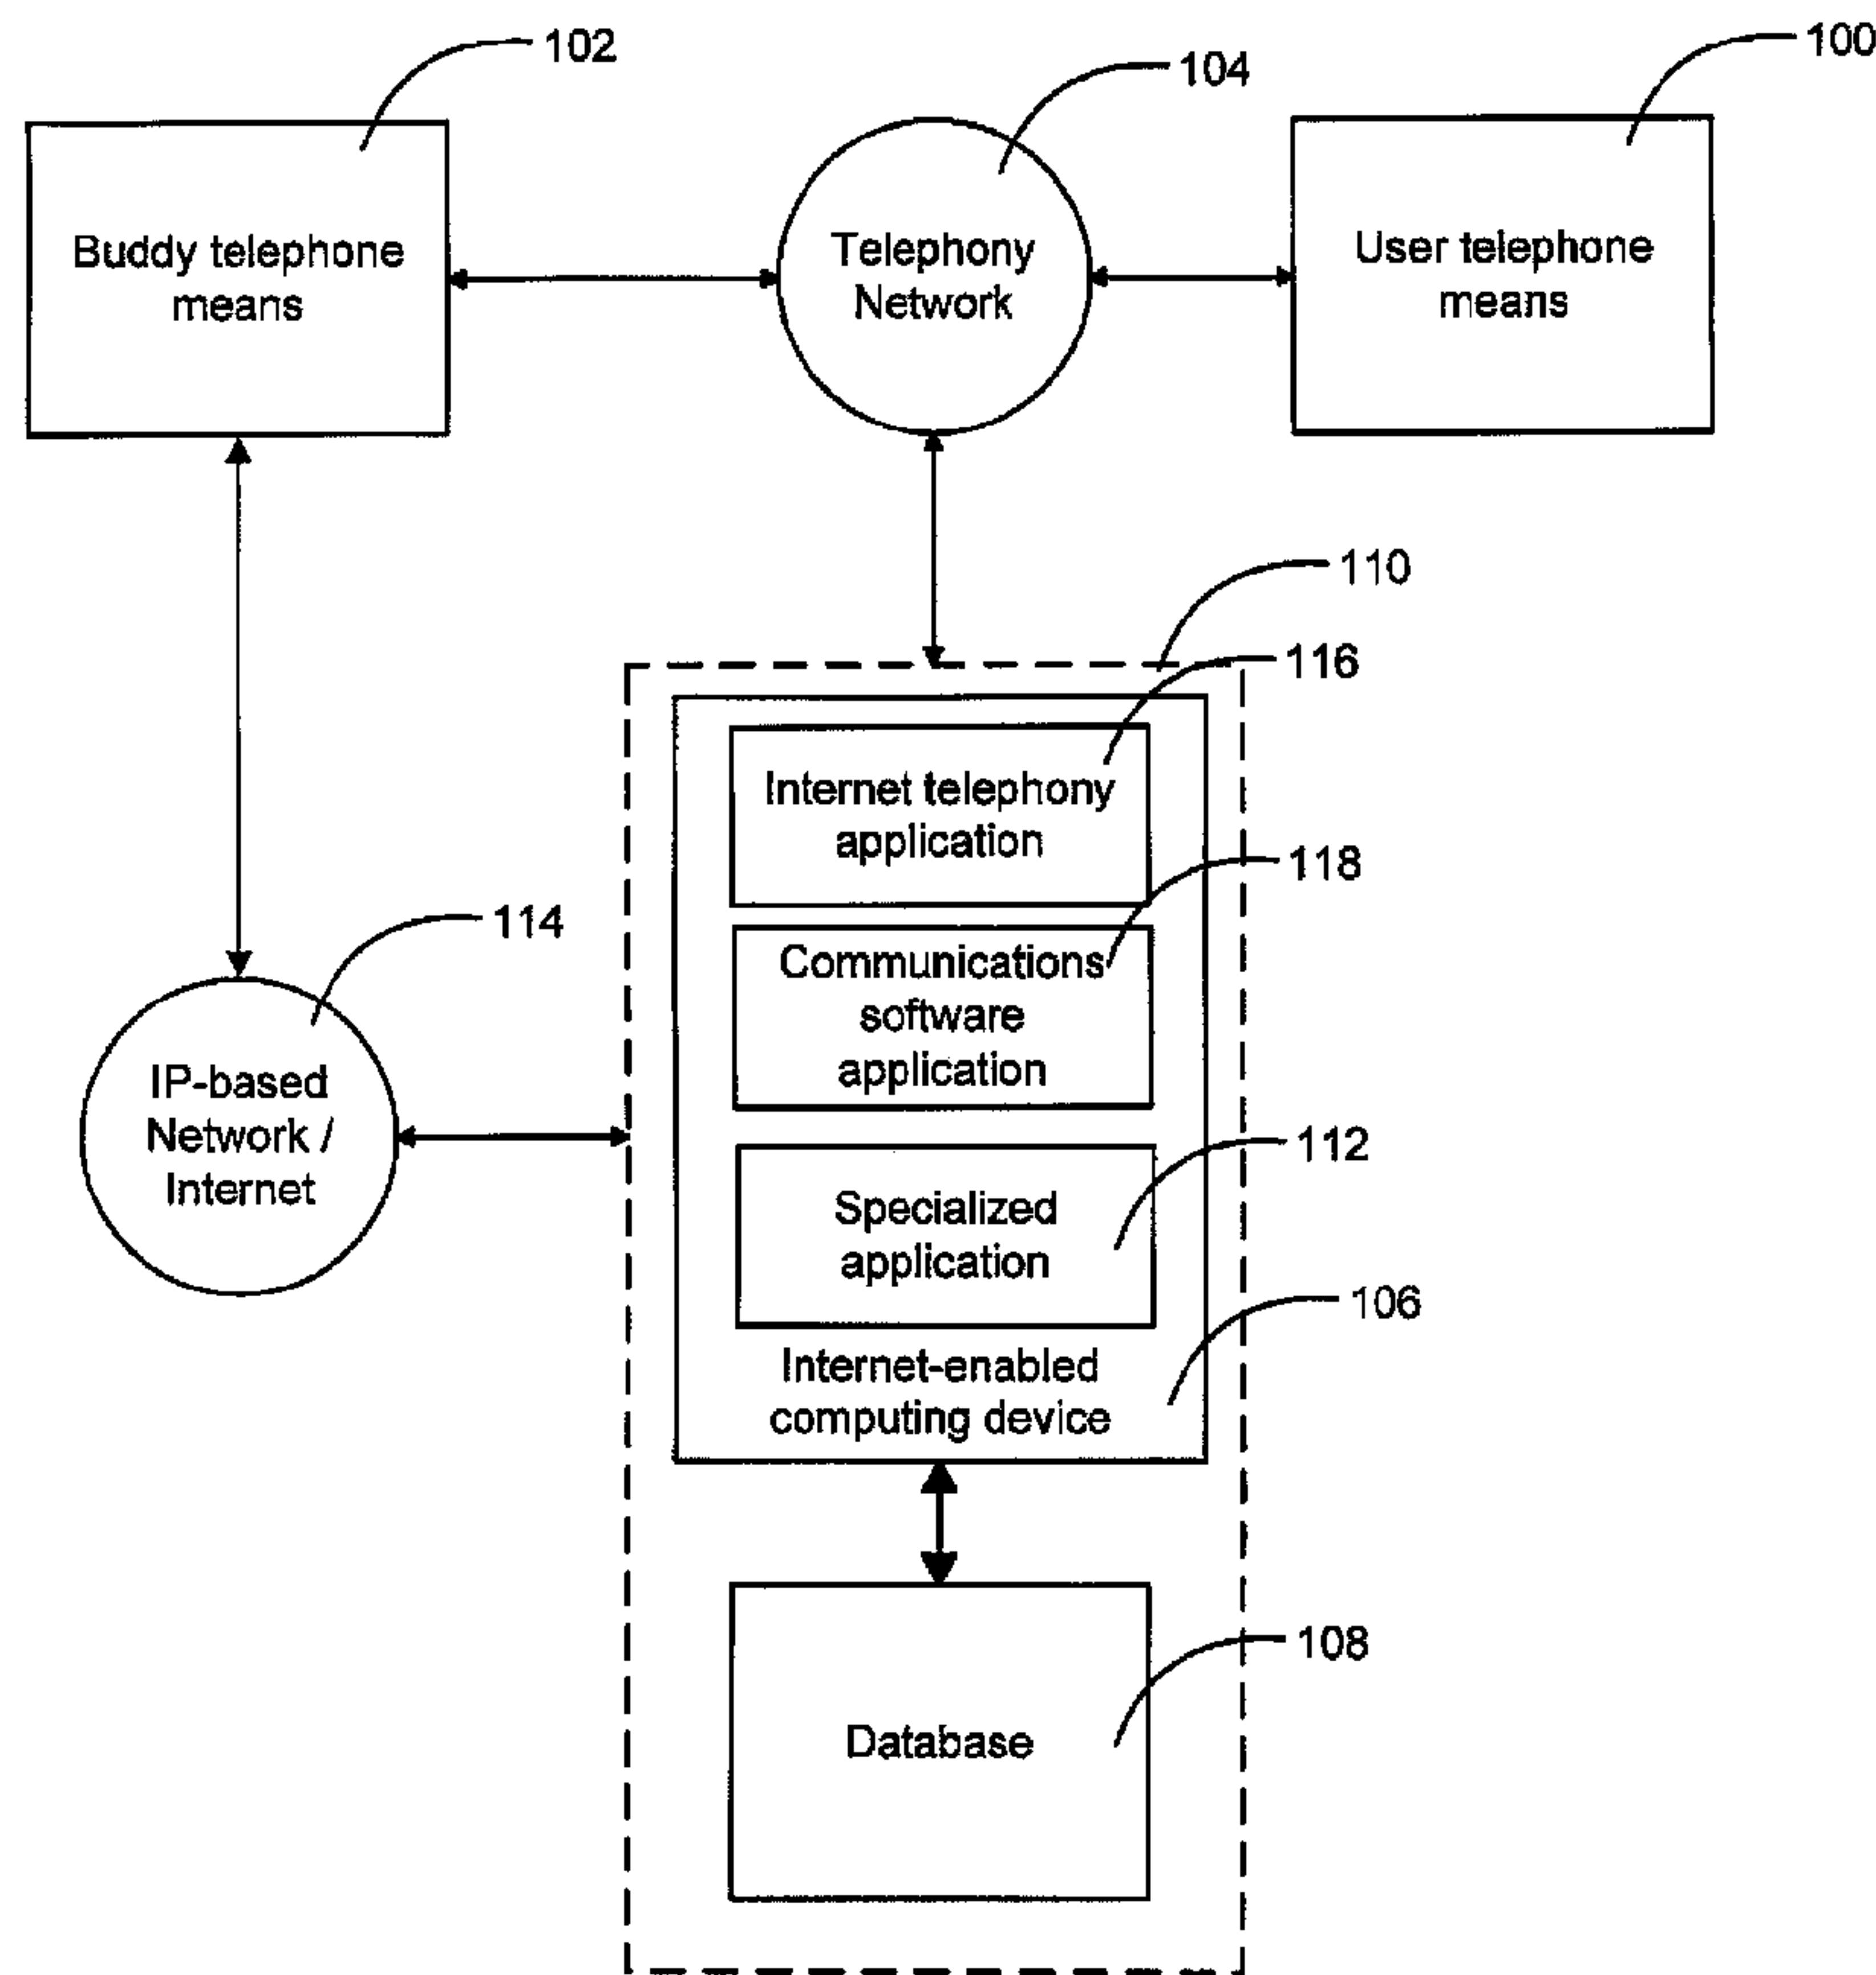 102
104
100
Buddy telephone
means
Telephony
Network
User telephone
means
110
116
Internet telephony
application
118
Communications
software
application
114
IP-based
Network /
Internet
112
Specialized
application
106
Internet-enabled
computing device
108
Database